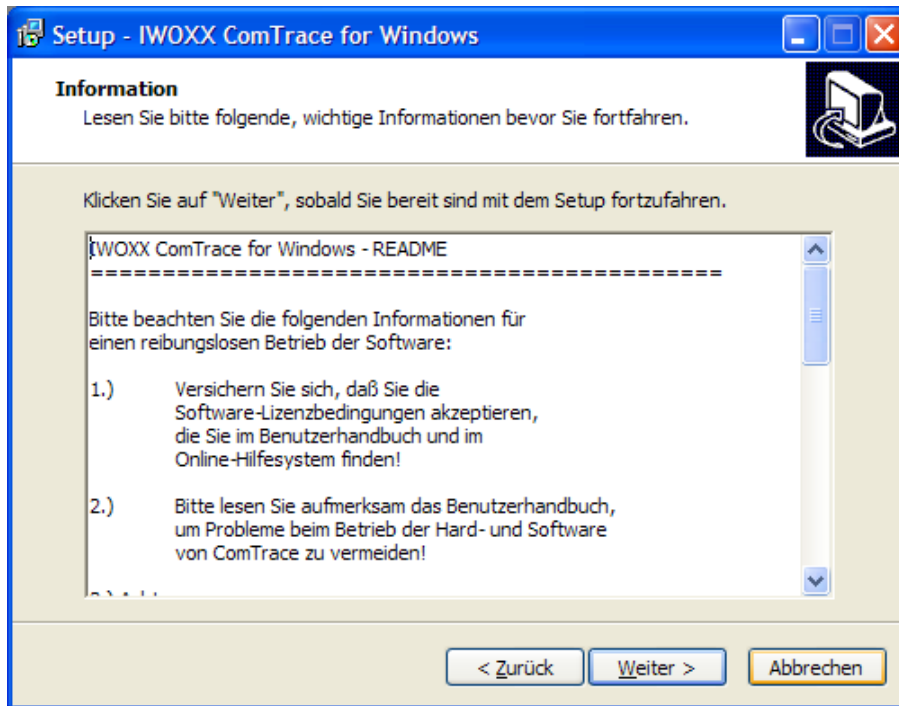 Setup - IWOXX ComTrace for Windows
Information
Lesen Sie bitte folgende, wichtige Informationen bevor Sie fortfahren.
Klicken Sie auf "Weiter", sobald Sie bereit sind mit dem Setup fortzufahren.
IWOXX ComTrace for Windows - README
============================================
Bitte beachten Sie die folgenden Informationen für
einen reibungslosen Betrieb der Software:
1.) Versichern Sie sich, daß Sie die
Software-Lizenzbedingungen akzeptieren,
die Sie im Benutzerhandbuch und im
Online-Hilfesystem finden!
2.) Bitte lesen Sie aufmerksam das Benutzerhandbuch,
um Probleme beim Betrieb der Hard- und Software
von ComTrace zu vermeiden!
< Zurück
Weiter >
Abbrechen